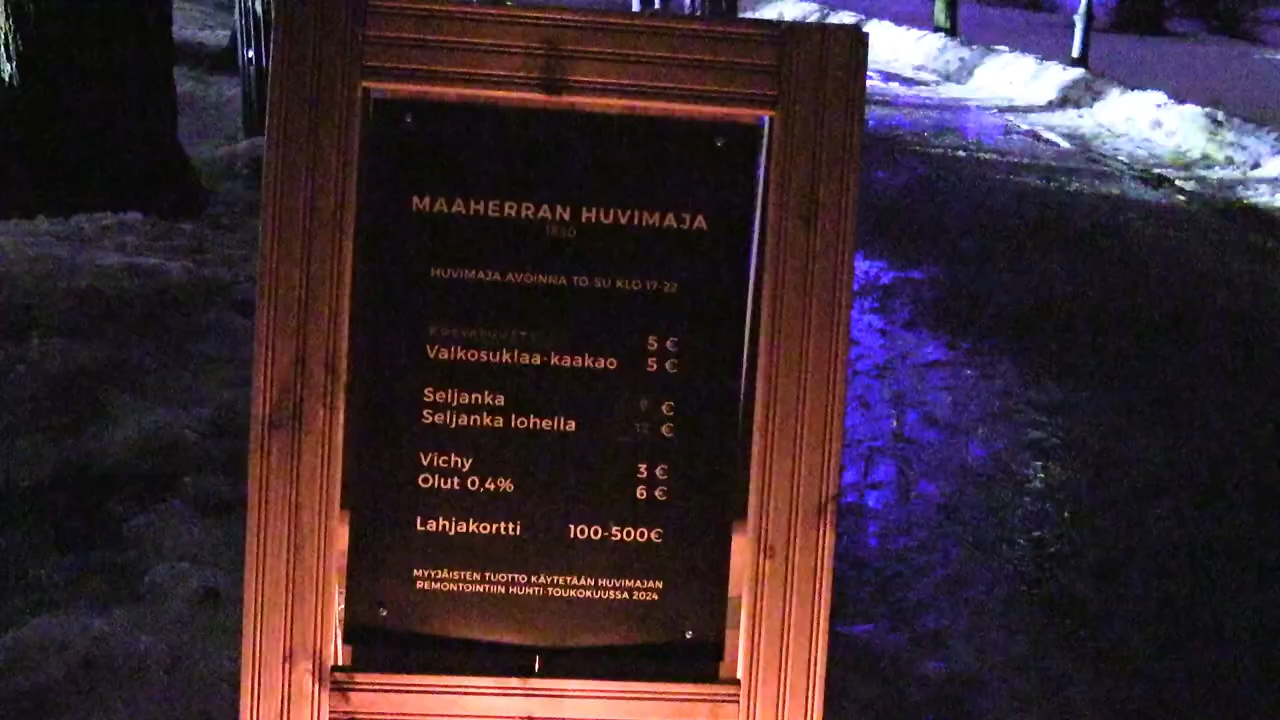 MAAHERRAN HUVIMAJA
1830
HUVIMAJA AVOINNA TO-SU KLO 17-22
5 €
Valkosuklaa-kaakao 5 €
Seljanka €
Seljanka lohella €
Vichy 3 €
Olut 0,4% 6 €
Lahjakortti 100-500€
MYYJÄISTEN TUOTTO KÄYTETÄÄN HUVIMAJAN
REMONTOINTIIN HUHTI-TOUKOKUUSSA 2024